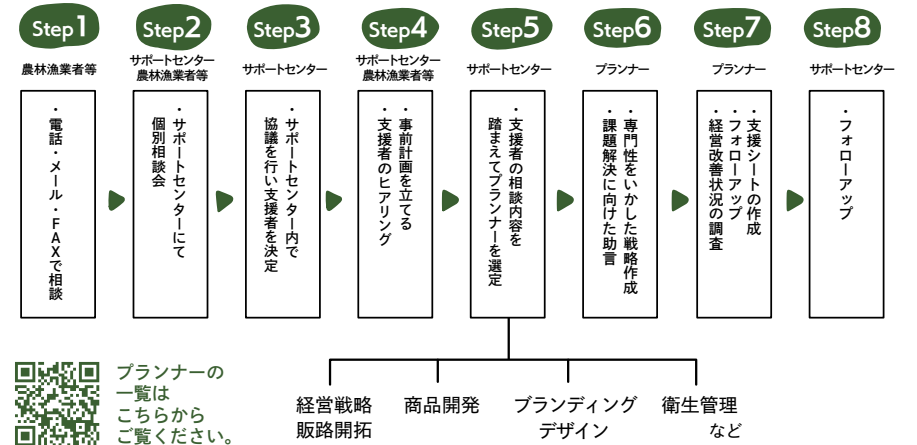 Step1
農林漁業者等
・電話・メール・FAXで相談
Step2
サポートセンター
農林漁業者等
・サポートセンターにて
個別相談会
Step3
サポートセンター
・サポートセンター内で
協議を行い支援者を決定
Step4
サポートセンター
農林漁業者等
・事前計画を立てる
・支援者のヒアリング
Step5
サポートセンター
・支援者の相談内容を
踏まえてプランナーを選定
Step6
プランナー
・専門性をいかした戦略作成
・課題解決に向けた助言
Step7
プランナー
・支援シートの作成
・フォローアップ
・経営改善状況の調査
Step8
サポートセンター
・フォローアップ
経営戦略
販路開拓
商品開発
ブランディング
デザイン
衛生管理
など
プランナーの
一覧は
こちらから
ご覧ください。